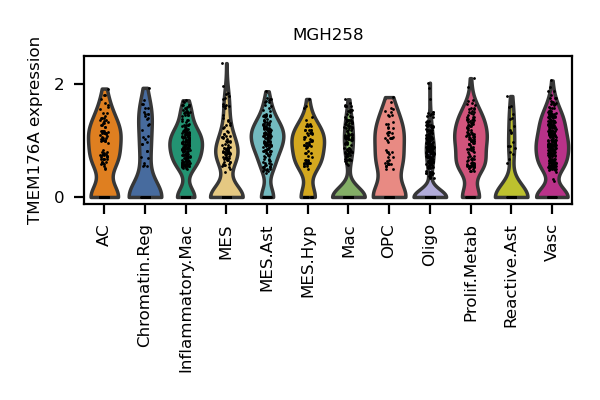 MGH258
TMEM176A expression
2
0
AC
Chromatin.Reg
Inflammatory.Mac
MES
MES.Ast
MES.Hyp
Mac
OPC
Oligo
Prolif.Metab
Reactive.Ast
Vasc